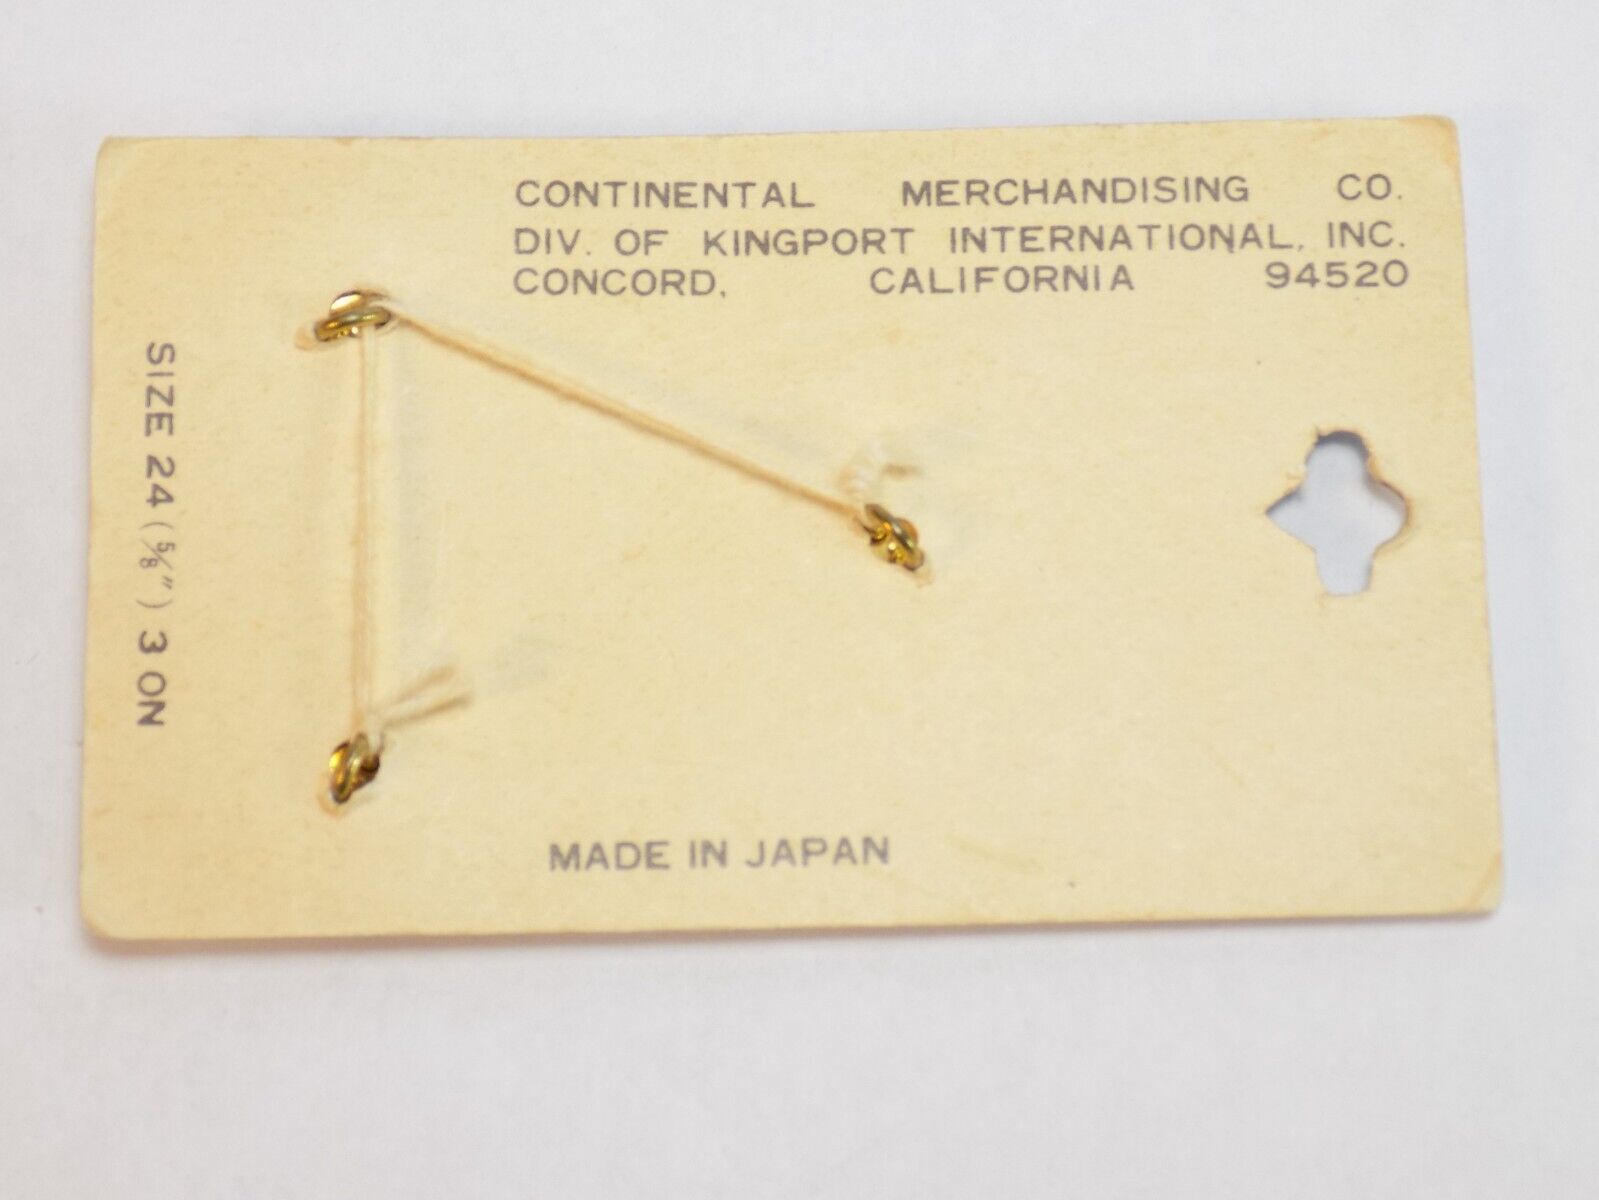 CONTINENTAL MERCHANDISING CO.
DIV. OF KINGPORT INTERNATIONAL, INC.
CONCORD, CALIFORNIA 94520
SIZE 24 (5/8") 3 ON
MADE IN JAPAN